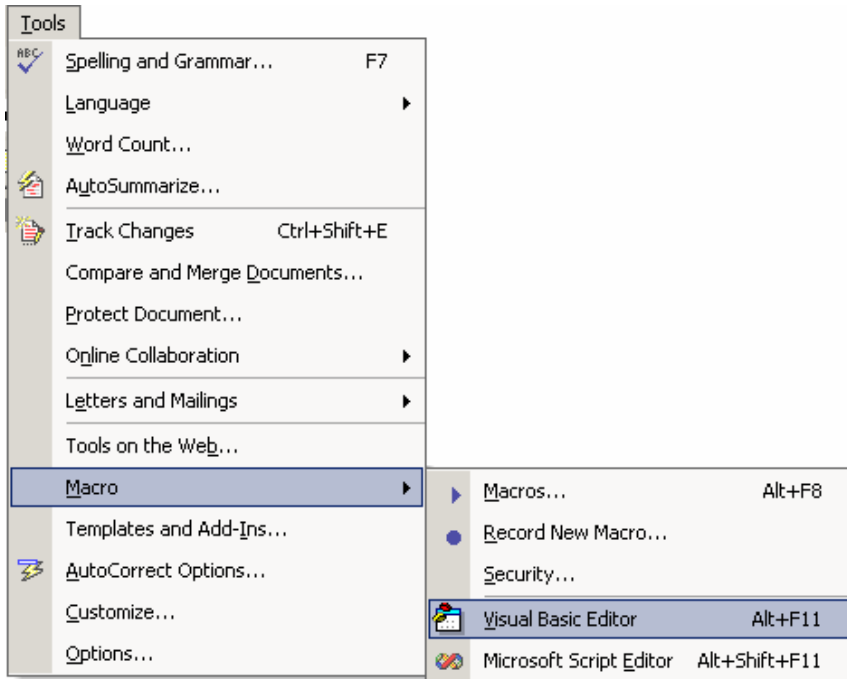 Tools
ABC
Spelling and Grammar... F7
Language
Word Count...
AutoSummarize...
Track Changes Ctrl+Shift+E
Compare and Merge Documents...
Protect Document...
Online Collaboration
Letters and Mailings
Tools on the Web...
Macro
Macros... Alt+F8
Templates and Add-Ins...
Record New Macro...
AutoCorrect Options...
Security...
Customize...
Visual Basic Editor Alt+F11
Options...
Microsoft Script Editor Alt+Shift+F11